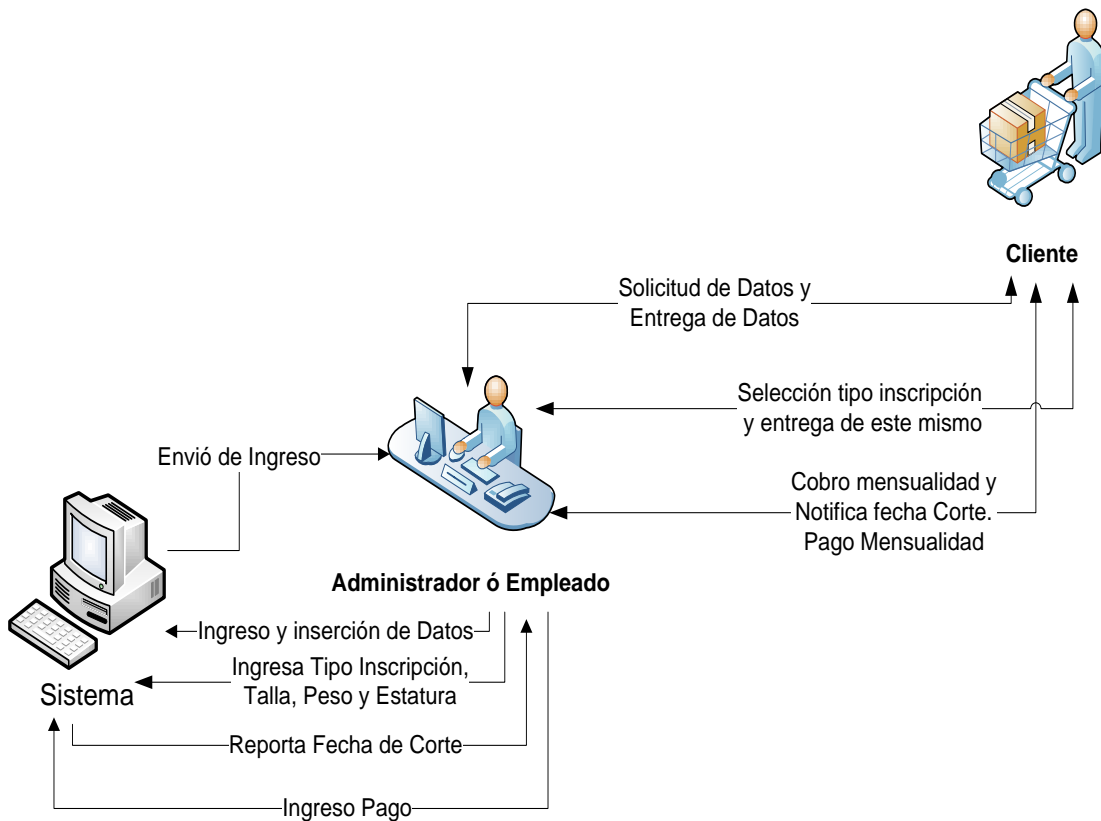 Cliente
Solicitud de Datos y
Entrega de Datos
Selección tipo inscripción
y entrega de este mismo
Envió de Ingreso
Cobro mensualidad y
Notifica fecha Corte.
Pago Mensualidad
Administrador ó Empleado
Ingreso y inserción de Datos
Ingresa Tipo Inscripción,
Talla, Peso y Estatura
Sistema
Reporta Fecha de Corte
Ingreso Pago